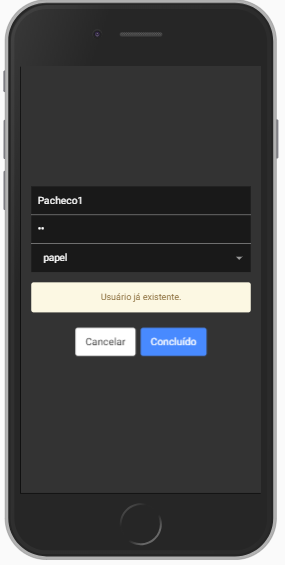 Pacheco1
••
papel
Usuário já existente.
Cancelar
Concluído